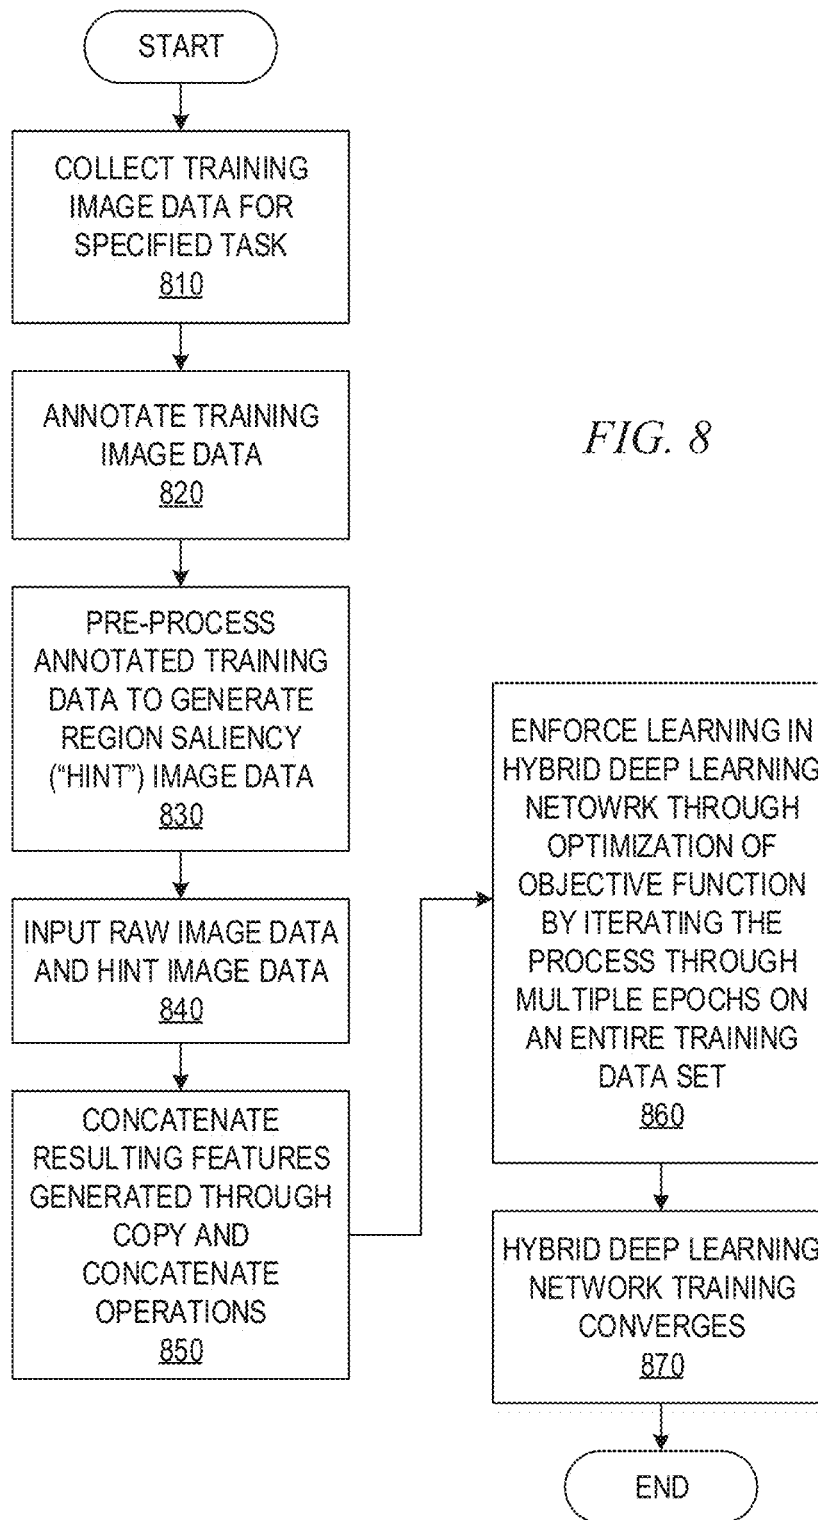 START
COLLECT TRAINING
IMAGE DATA FOR
SPECIFIED TASK
810
ANNOTATE TRAINING
IMAGE DATA
820
PRE-PROCESS
ANNOTATED TRAINING
DATA TO GENERATE
REGION SALIENCY
(“HINT”) IMAGE DATA
830
INPUT RAW IMAGE DATA
AND HINT IMAGE DATA
840
CONCATENATE
RESULTING FEATURES
GENERATED THROUGH
COPY AND
CONCATENATE
OPERATIONS
850
FIG. 8
ENFORCE LEARNING IN
HYBRID DEEP LEARNING
NETOWRK THROUGH
OPTIMIZATION OF
OBJECTIVE FUNCTION
BY ITERATING THE
PROCESS THROUGH
MULTIPLE EPOCHS ON
AN ENTIRE TRAINING
DATA SET
860
HYBRID DEEP LEARNING
NETWORK TRAINING
CONVERGES
870
END